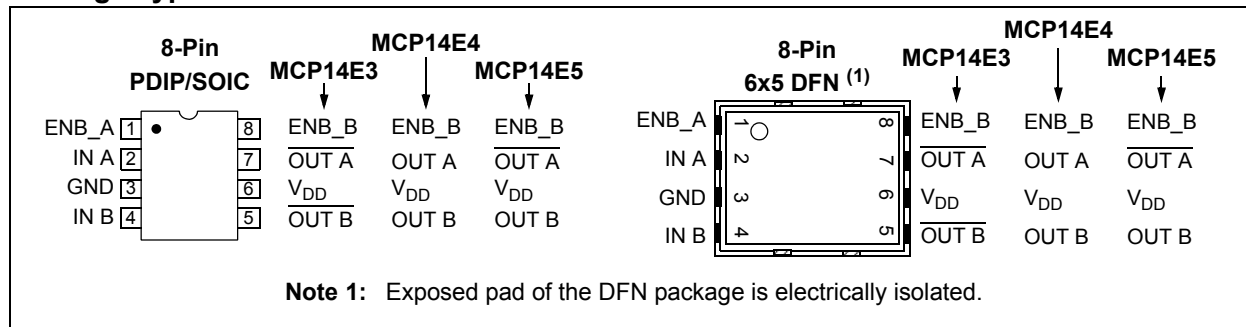 8-Pin
PDIP/SOIC
MCP14E3
MCP14E4
MCP14E5
ENB_A 1 8 ENB_B ENB_B ENB_B
IN A 2 7 OUT A OUT A OUT A
GND 3 6 VDD VDD VDD
IN B 4 5 OUT B OUT B OUT B
8-Pin
6x5 DFN (1)
MCP14E3
MCP14E4
MCP14E5
ENB_A 1 8 ENB_B ENB_B ENB_B
IN A 2 7 OUT A OUT A OUT A
GND 3 6 VDD VDD VDD
IN B 4 5 OUT B OUT B OUT B
Note 1: Exposed pad of the DFN package is electrically isolated.